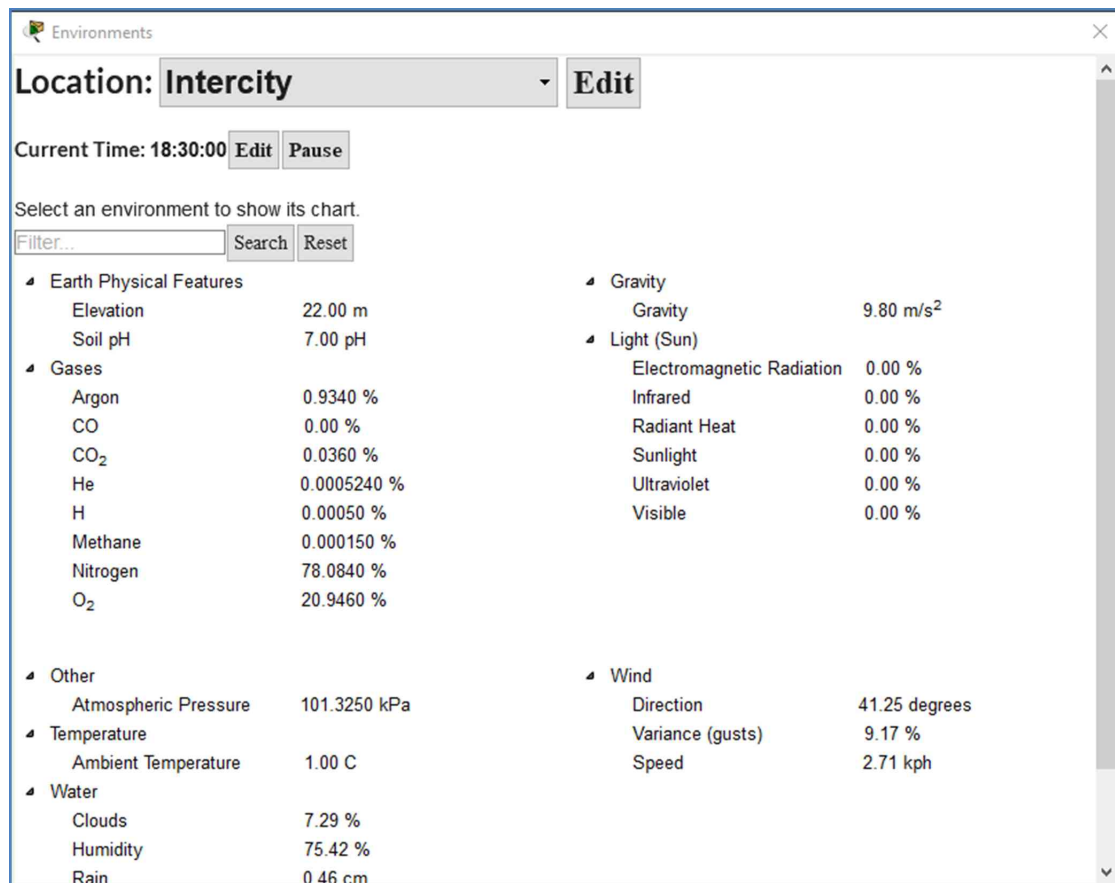 Environments
Location: Intercity Edit
Current Time: 18:30:00 Edit Pause
Select an environment to show its chart.
Filter... Search Reset
Earth Physical Features
Elevation 22.00 m
Soil pH 7.00 pH
Gases
Argon 0.9340 %
CO 0.00 %
CO₂ 0.0360 %
He 0.0005240 %
H 0.00050 %
Methane 0.000150 %
Nitrogen 78.0840 %
O₂ 20.9460 %
Gravity
Gravity 9.80 m/s²
Light (Sun)
Electromagnetic Radiation 0.00 %
Infrared 0.00 %
Radiant Heat 0.00 %
Sunlight 0.00 %
Ultraviolet 0.00 %
Visible 0.00 %
Other
Atmospheric Pressure 101.3250 kPa
Temperature
Ambient Temperature 1.00 C
Water
Clouds 7.29 %
Humidity 75.42 %
Rain 0.46 cm
Wind
Direction 41.25 degrees
Variance (gusts) 9.17 %
Speed 2.71 kph